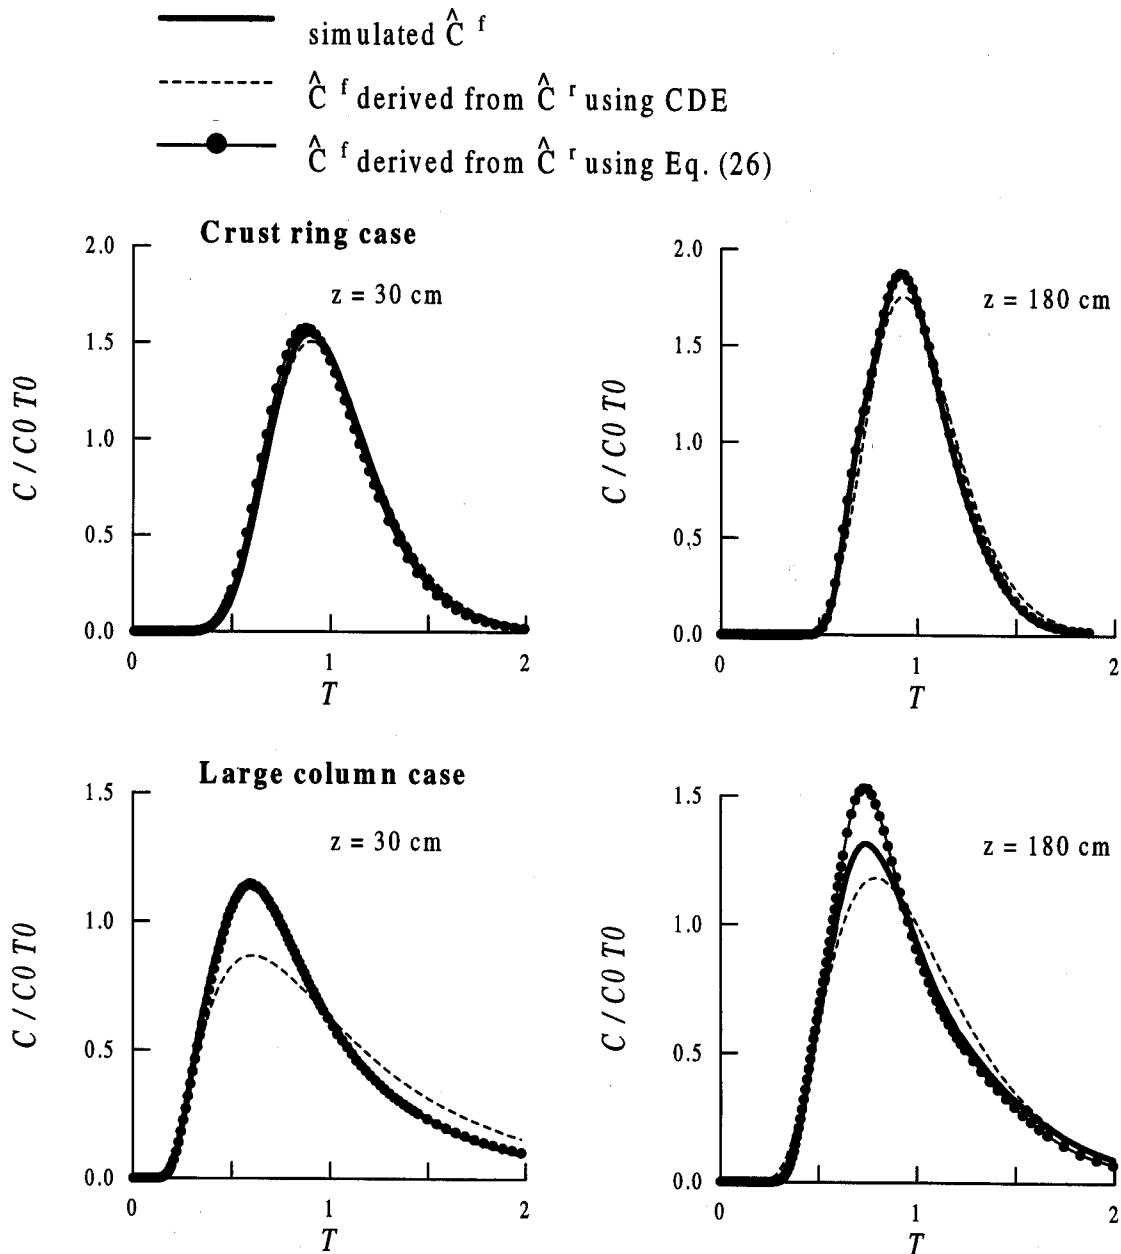 simulated Ĉ f
Ĉ f derived from Ĉ r using CDE
Ĉ f derived from Ĉ r using Eq. (26)
Crust ring case
z = 30 cm
2.0
1.5
1.0
0.5
0.0
C / C0 T0
0 1 2
T
z = 180 cm
2.0
1.5
1.0
0.5
0.0
C / C0 T0
0 1 2
T
Large column case
z = 30 cm
1.5
1.0
0.5
0.0
C / C0 T0
0 1 2
T
z = 180 cm
1.5
1.0
0.5
0.0
C / C0 T0
0 1 2
T